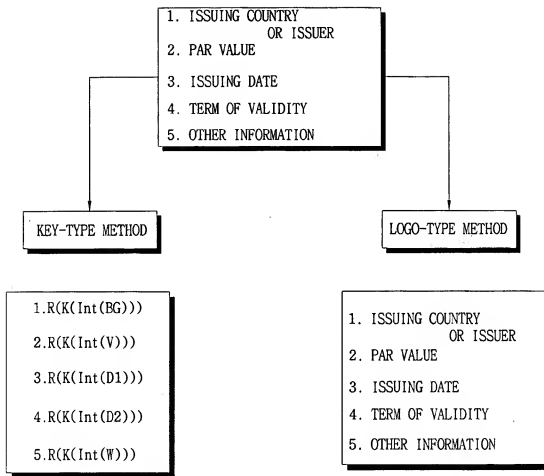 1. ISSUING COUNTRY
OR ISSUER
2. PAR VALUE
3. ISSUING DATE
4. TERM OF VALIDITY
5. OTHER INFORMATION
KEY-TYPE METHOD
LOGO-TYPE METHOD
1.R(K(Int(BG)))
2.R(K(Int(V)))
3.R(K(Int(D1)))
4.R(K(Int(D2)))
5.R(K(Int(W)))
1. ISSUING COUNTRY
OR ISSUER
2. PAR VALUE
3. ISSUING DATE
4. TERM OF VALIDITY
5. OTHER INFORMATION